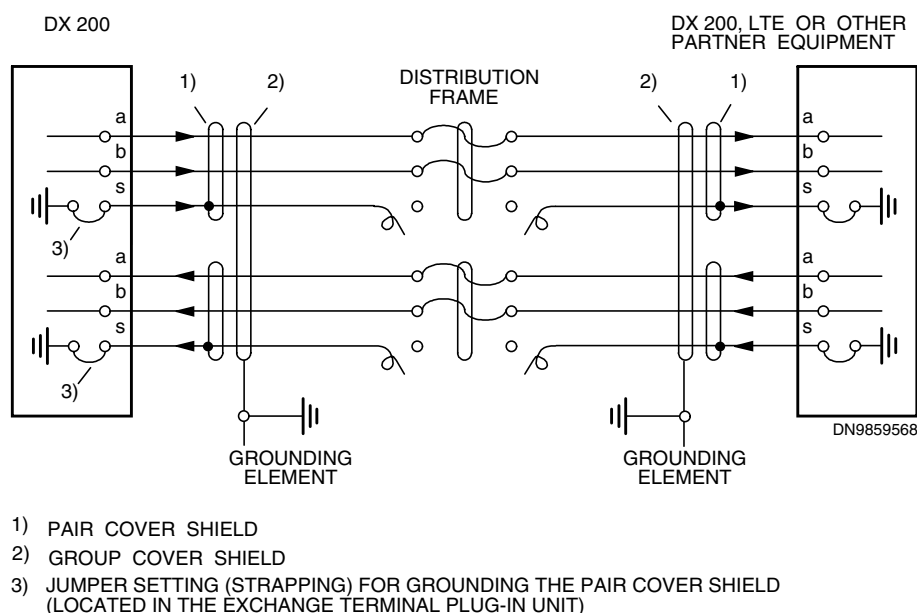 DX 200
DX 200, LTE OR OTHER
PARTNER EQUIPMENT
1)
2)
DISTRIBUTION
FRAME
2)
1)
a
b
s
3)
a
b
s
3)
a
b
s
a
b
s
DN9859568
GROUNDING
ELEMENT
GROUNDING
ELEMENT
1) PAIR COVER SHIELD
2) GROUP COVER SHIELD
3) JUMPER SETTING (STRAPPING) FOR GROUNDING THE PAIR COVER SHIELD
(LOCATED IN THE EXCHANGE TERMINAL PLUG-IN UNIT)